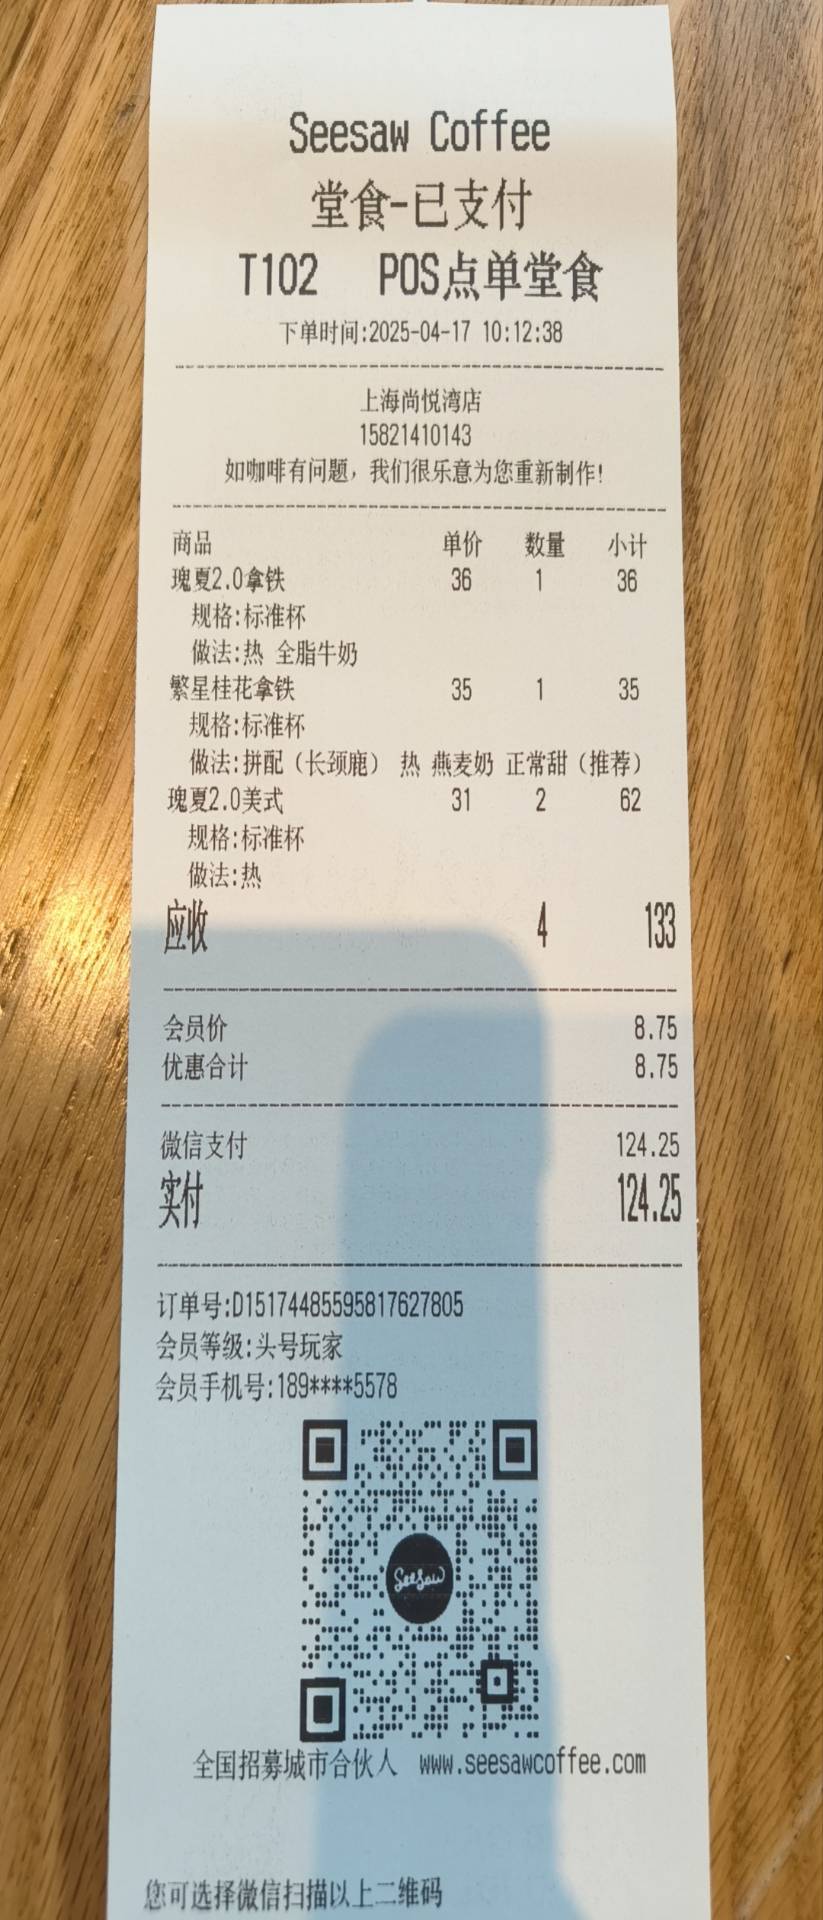 Seesaw Coffee
堂食-已支付
T102 POS点单堂食
下单时间:2025-04-17 10:12:38
上海尚悦湾店
15821410143
如咖啡有问题，我们很乐意为您重新制作!
商品 单价 数量 小计
瑰夏2.0拿铁 36 1 36
规格:标准杯
做法:热 全脂牛奶
繁星桂花拿铁 35 1 35
规格:标准杯
做法:拼配（长颈鹿） 热 燕麦奶 正常甜（推荐）
瑰夏2.0美式 31 2 62
规格:标准杯
做法:热
应收 4 133
会员价 8.75
优惠合计 8.75
微信支付 124.25
实付 124.25
订单号:D15174485595817627805
会员等级:头号玩家
会员手机号:189****5578
SeeSaw
全国招募城市合伙人 www.seesawcoffee.com
您可选择微信扫描以上二维码